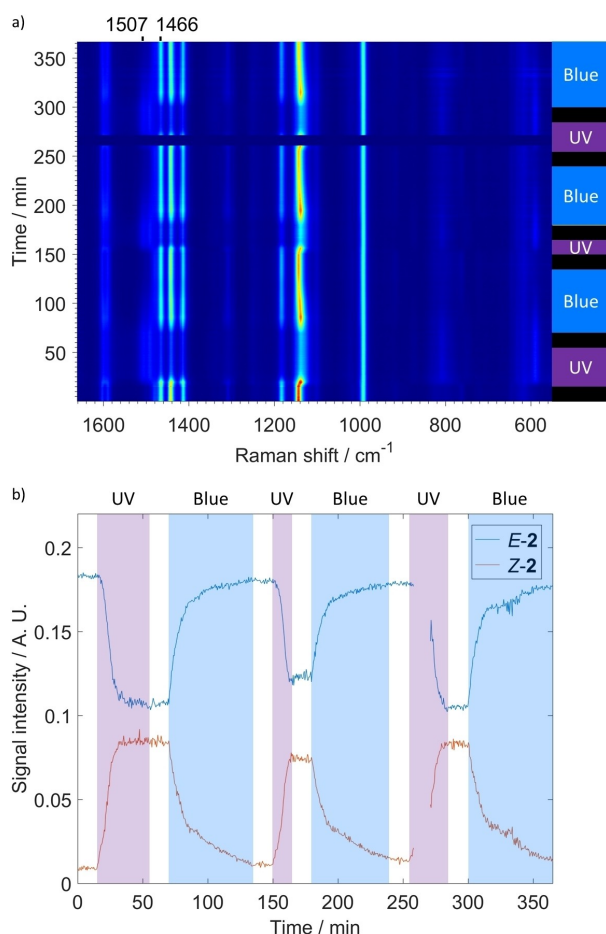 a)
1507 1466
350
300
250
200
150
100
50
Time / min
Blue
UV
Blue
UV
Blue
UV
1600 1400 1200 1000 800 600
Raman shift / cm⁻¹
b)
UV Blue UV Blue UV Blue
E-2
Z-2
0.2
0.15
0.1
0.05
0
Signal intensity / A. U.
0 50 100 150 200 250 300 350
Time / min